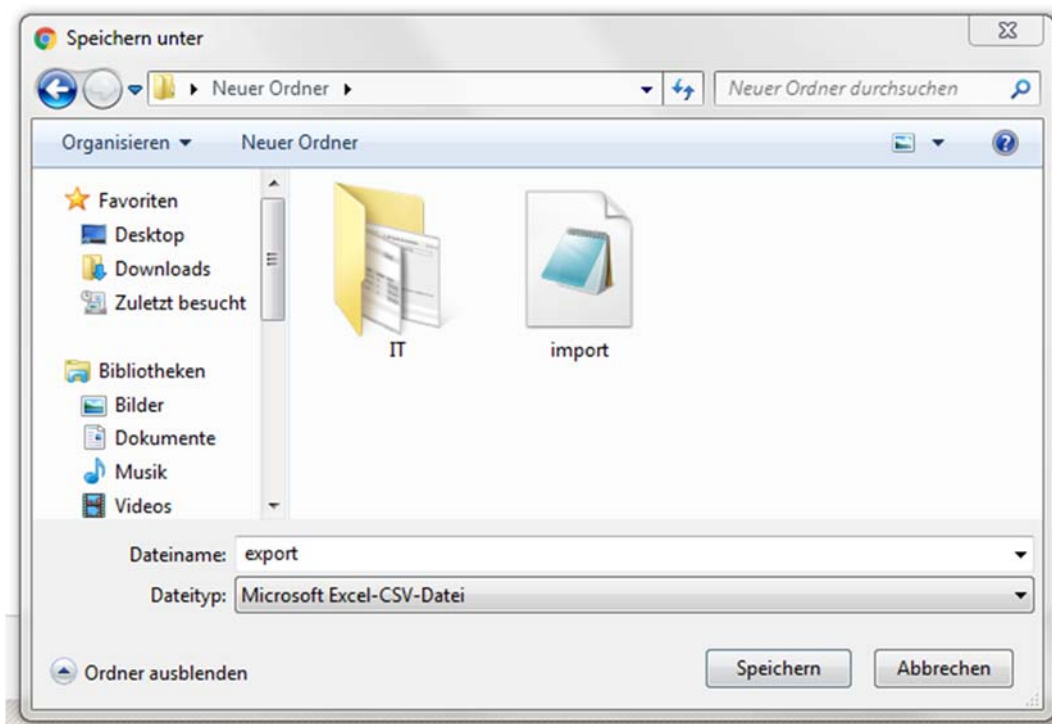 Speichern unter
Neuer Ordner
Neuer Ordner durchsuchen
Organisieren
Neuer Ordner
Favoriten
Desktop
Downloads
Zuletzt besucht
Bibliotheken
Bilder
Dokumente
Musik
Videos
IT
import
Dateiname: export
Dateityp: Microsoft Excel-CSV-Datei
Ordner ausblenden
Speichern
Abbrechen